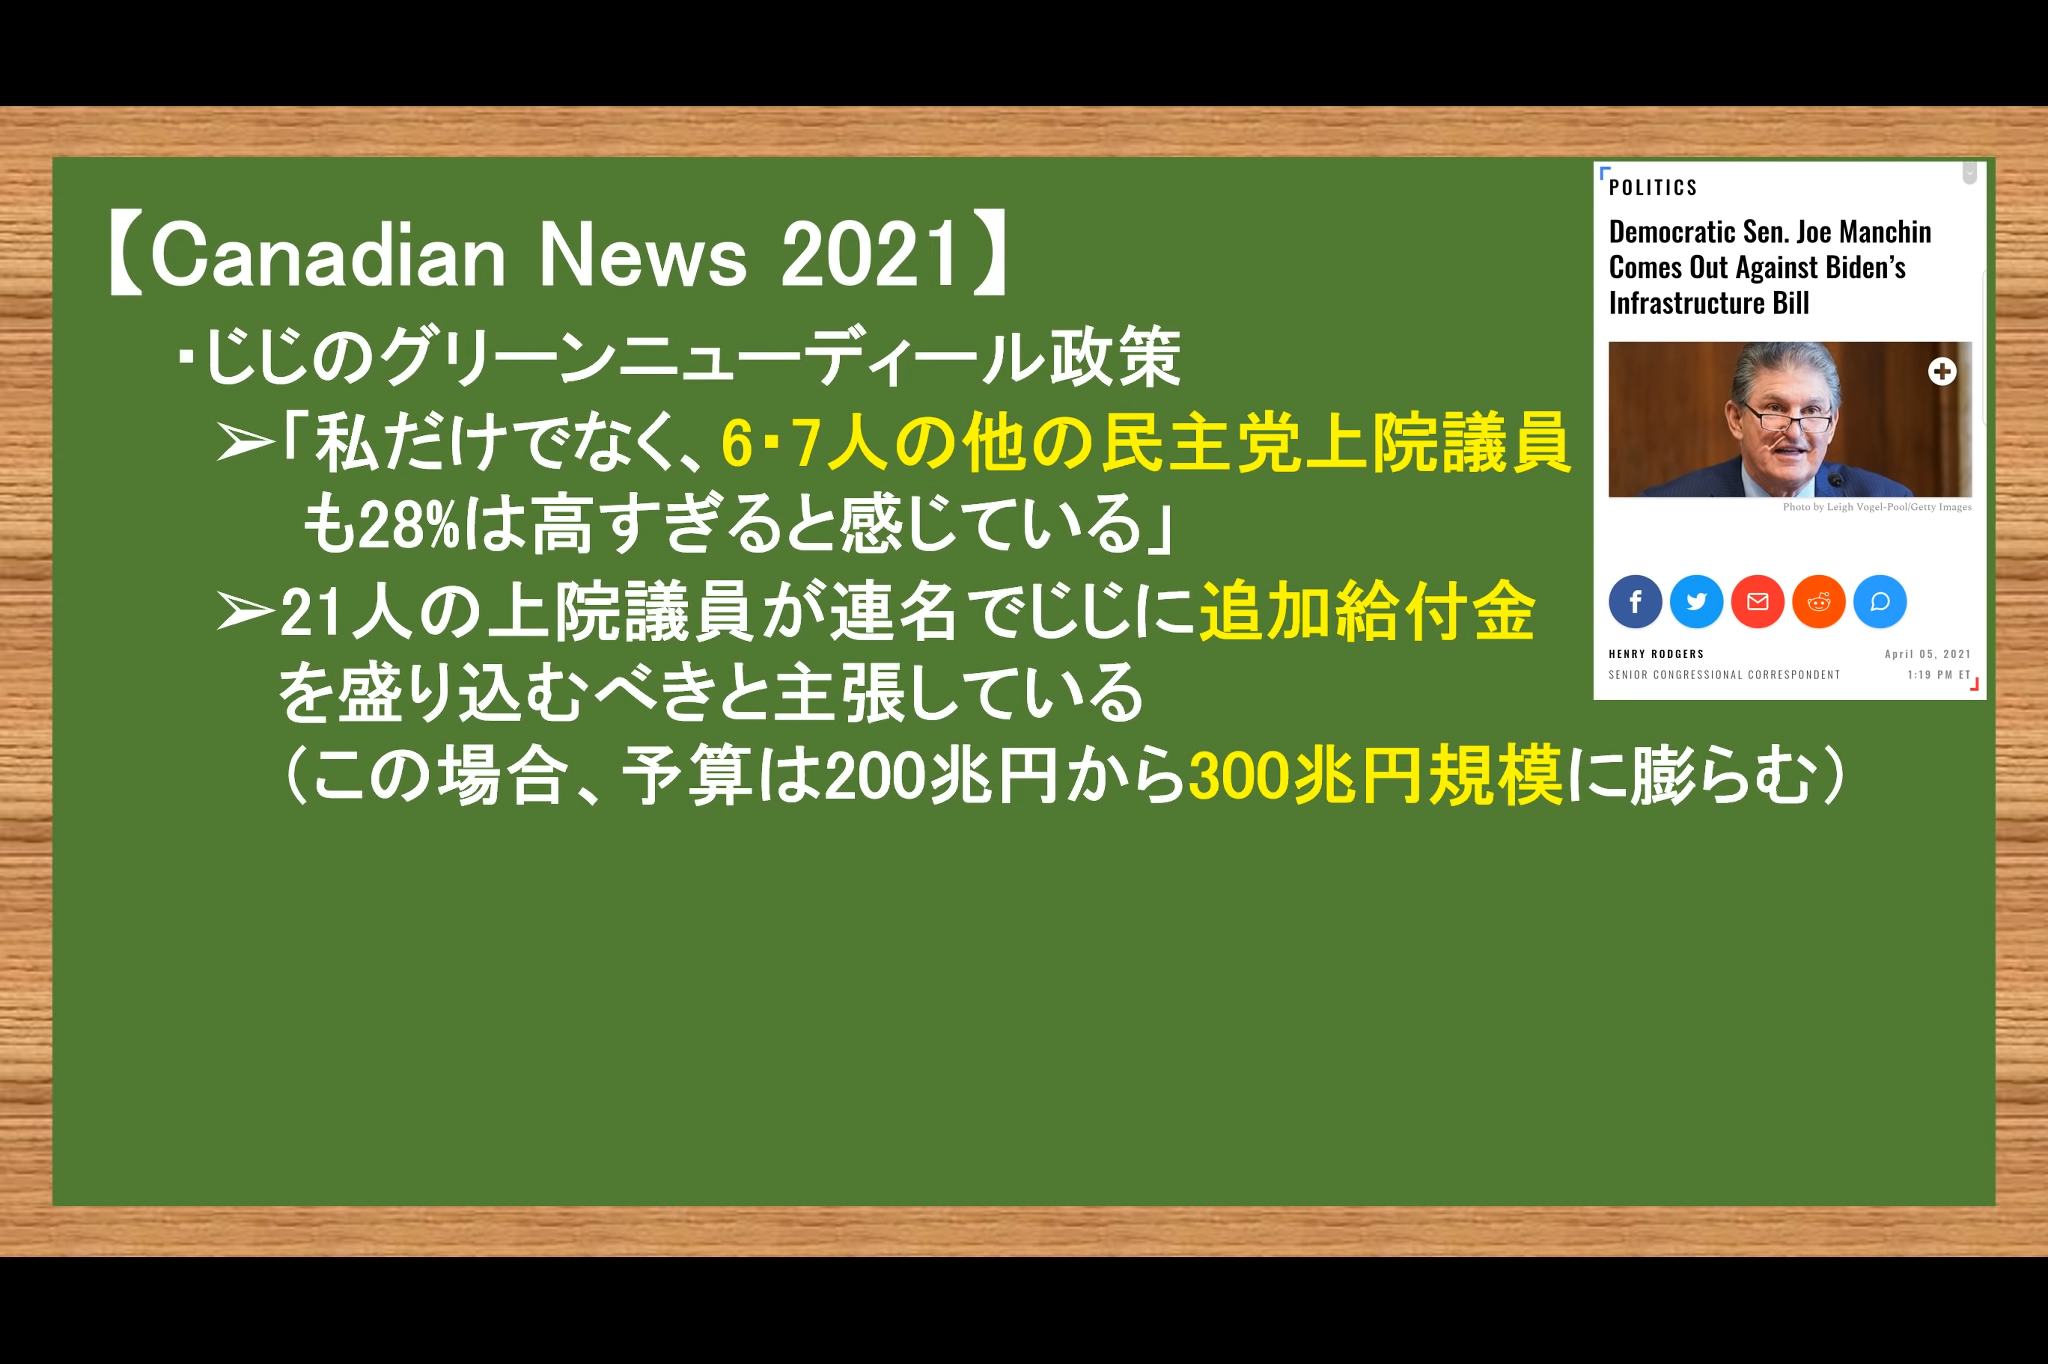 【Canadian News 2021】
・じじのグリーンニューディール政策
➢「私だけでなく、6・7人の他の民主党上院議員
も28%は高すぎると感じている」
➢21人の上院議員が連名でじじに追加給付金
を盛り込むべきと主張している
（この場合、予算は200兆円から300兆円規模に膨らむ）
POLITICS
Democratic Sen. Joe Manchin
Comes Out Against Biden’s
Infrastructure Bill
Photo by Leigh Vogel-Pool/Getty Images
HENRY RODGERS
SENIOR CONGRESSIONAL CORRESPONDENT
April 05, 2021
1:19 PM ET